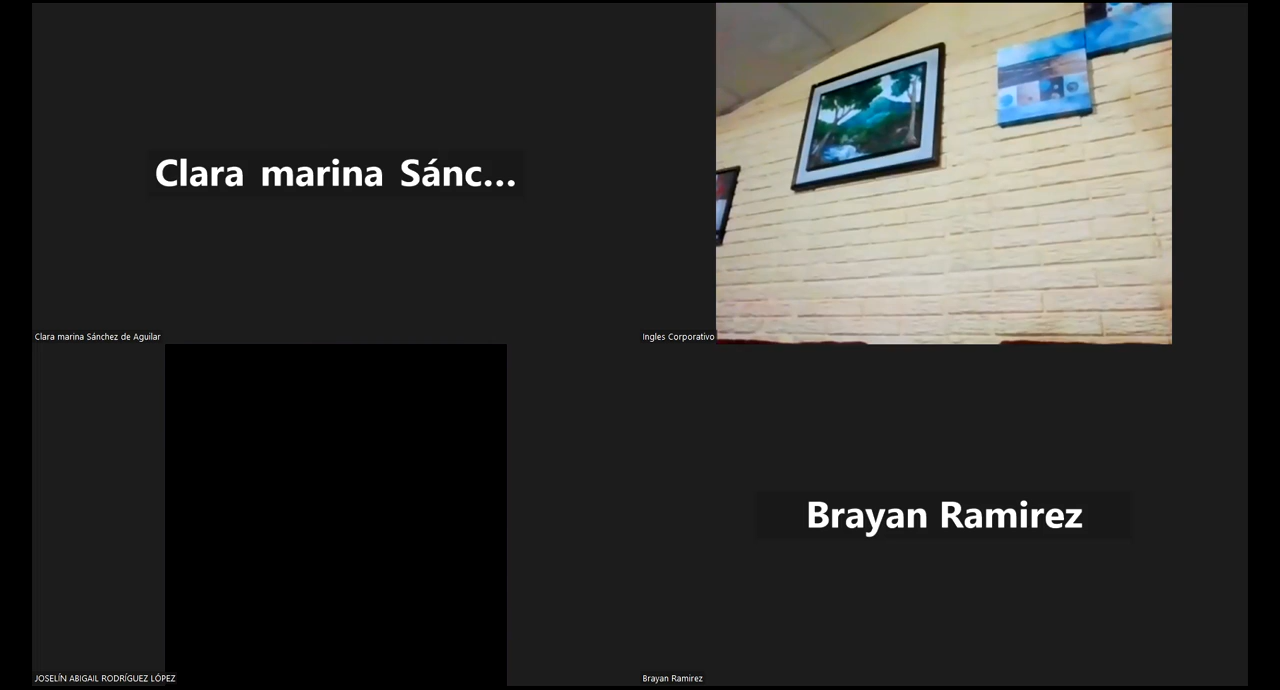 Clara marina Sánc...
Clara marina Sánchez de Aguilar
Ingles Corporativo
Brayan Ramirez
JOSELÍN ABIGAIL RODRÍGUEZ LÓPEZ
Brayan Ramirez